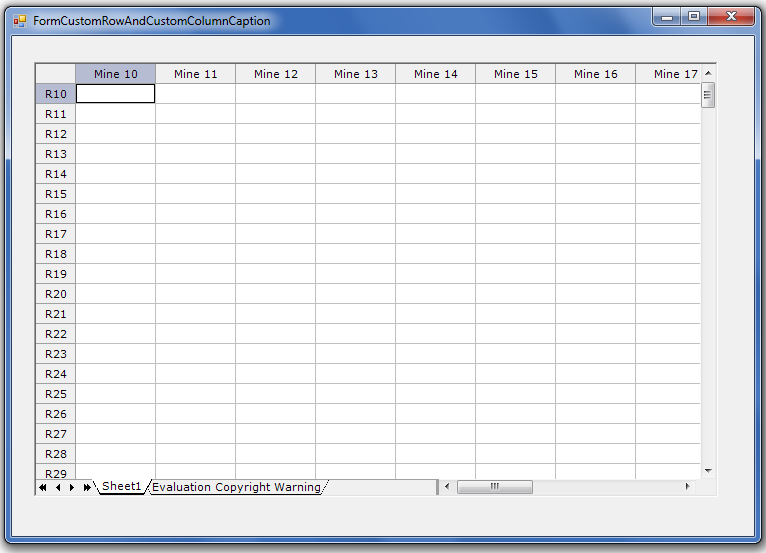 FormCustomRowAndCustomColumnCaption
Mine 10 Mine 11 Mine 12 Mine 13 Mine 14 Mine 15 Mine 16 Mine 17
R10
R11
R12
R13
R14
R15
R16
R17
R18
R19
R20
R21
R22
R23
R24
R25
R26
R27
R28
R29
Sheet1 Evaluation Copyright Warning